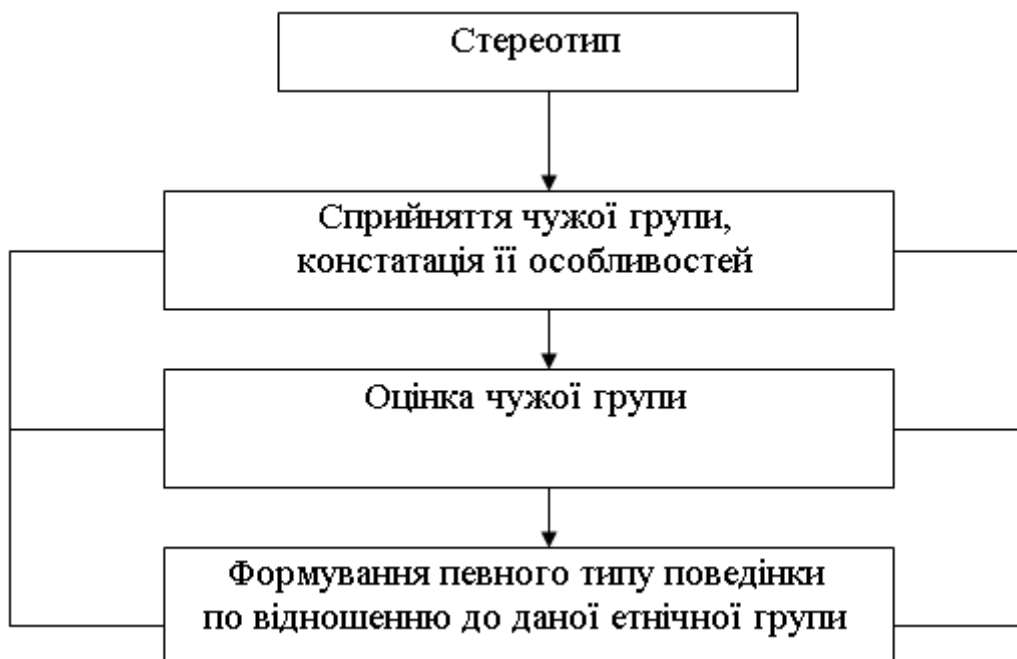 Стереотип
Сприйняття чужої групи,
констатація її особливостей
Оцінка чужої групи
Формування певного типу поведінки
по відношенню до даної етнічної групи